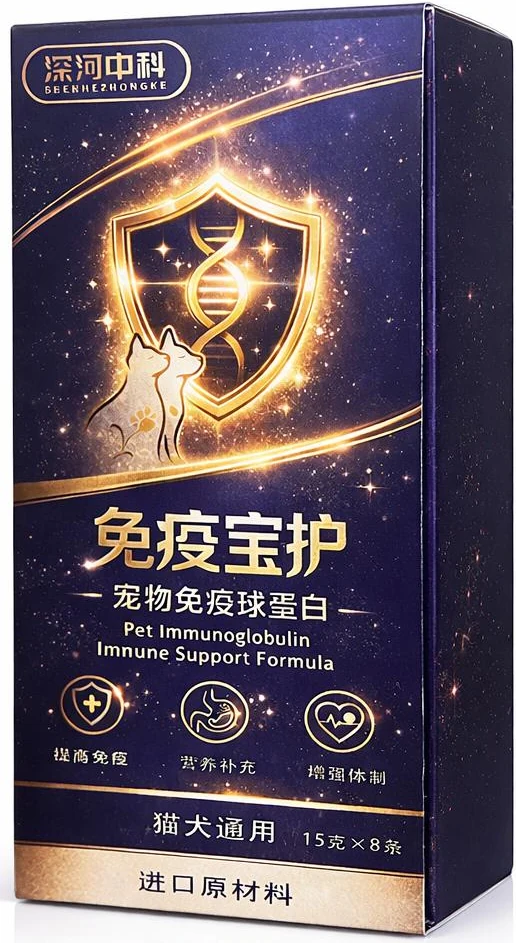 深河中科
SEENHEZHONGKE
免疫宝护
宠物免疫球蛋白
Pet Immunoglobulin
Imnune Support Formula
提高免疫
营养补充
增强体制
猫犬通用
15克×8条
进口原材料